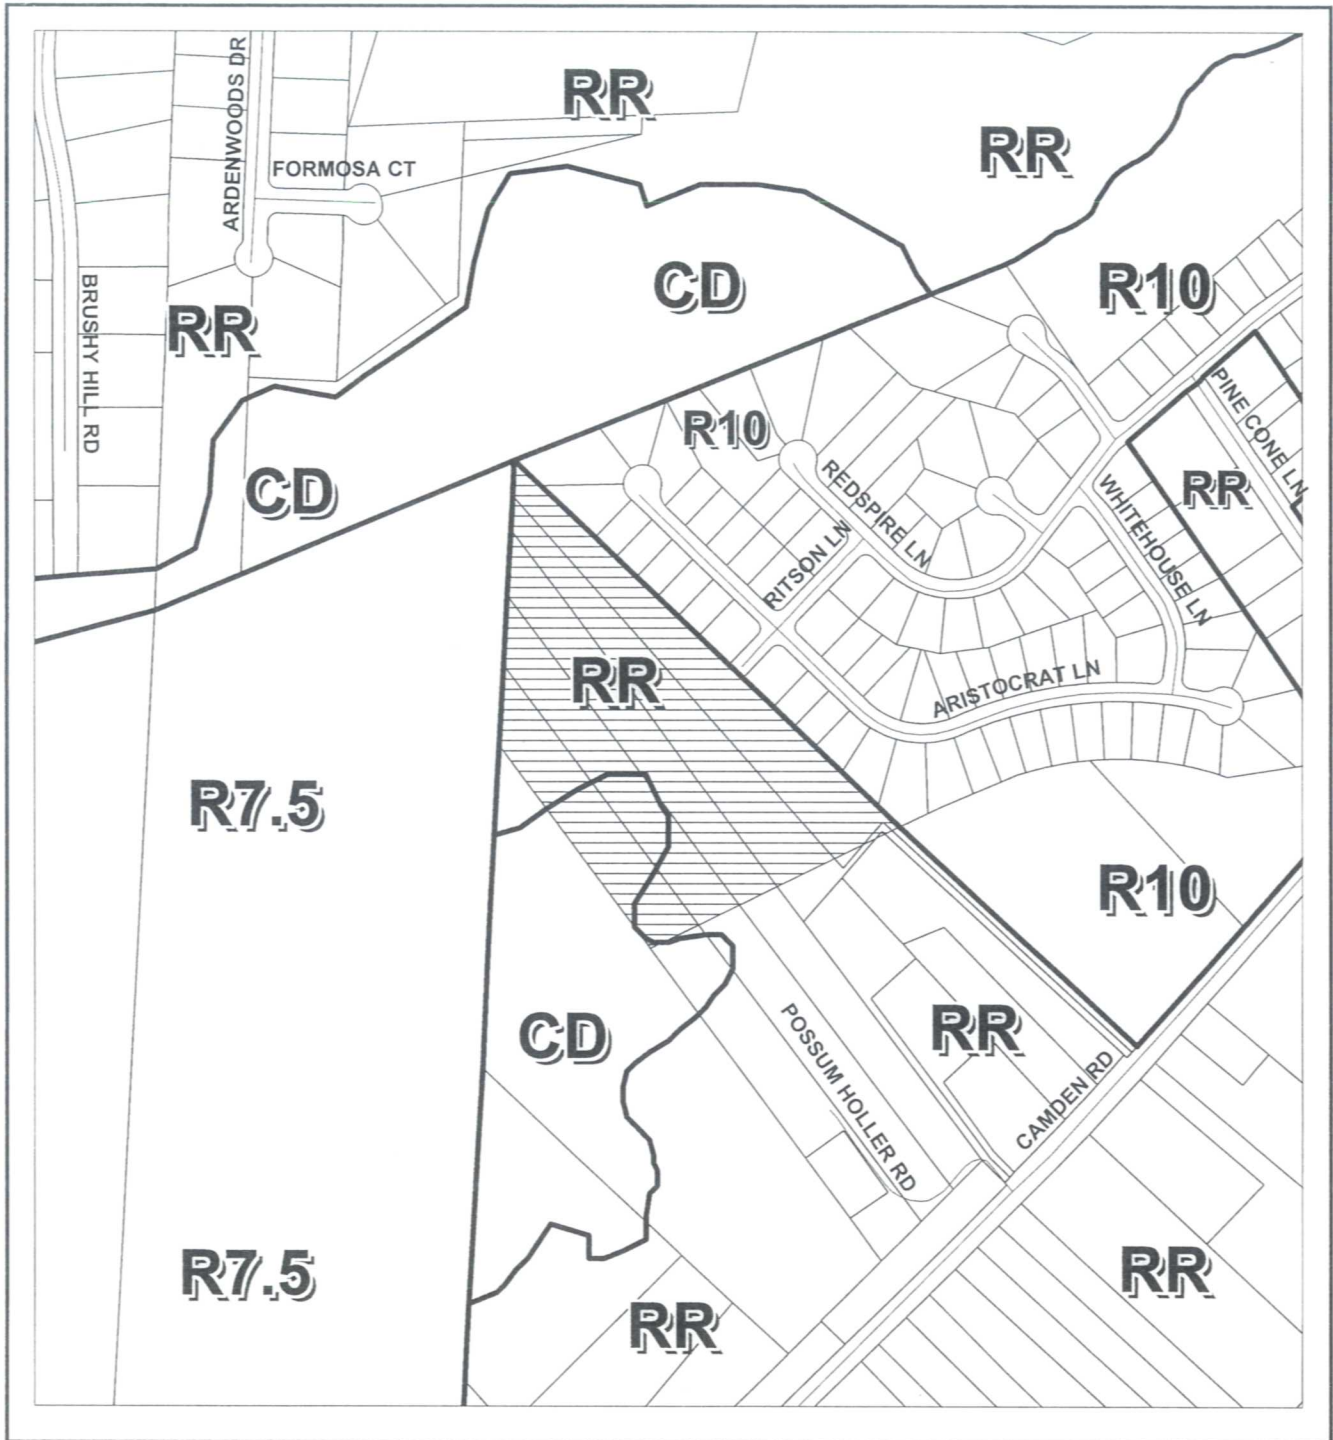 RR
RR
ARDENWOODS DR
FORMOSA CT
CD
R10
BRUSHY HILL RD
RR
PINE CONE LN
R10
CD
REDSPIRE LN
RR
WHITEHOUSE LN
RITSON LN
RR
ARISTOCRAT LN
R7.5
R10
CD
POSSUM HOLLER RD
RR
CAMDEN RD
R7.5
RR
RR